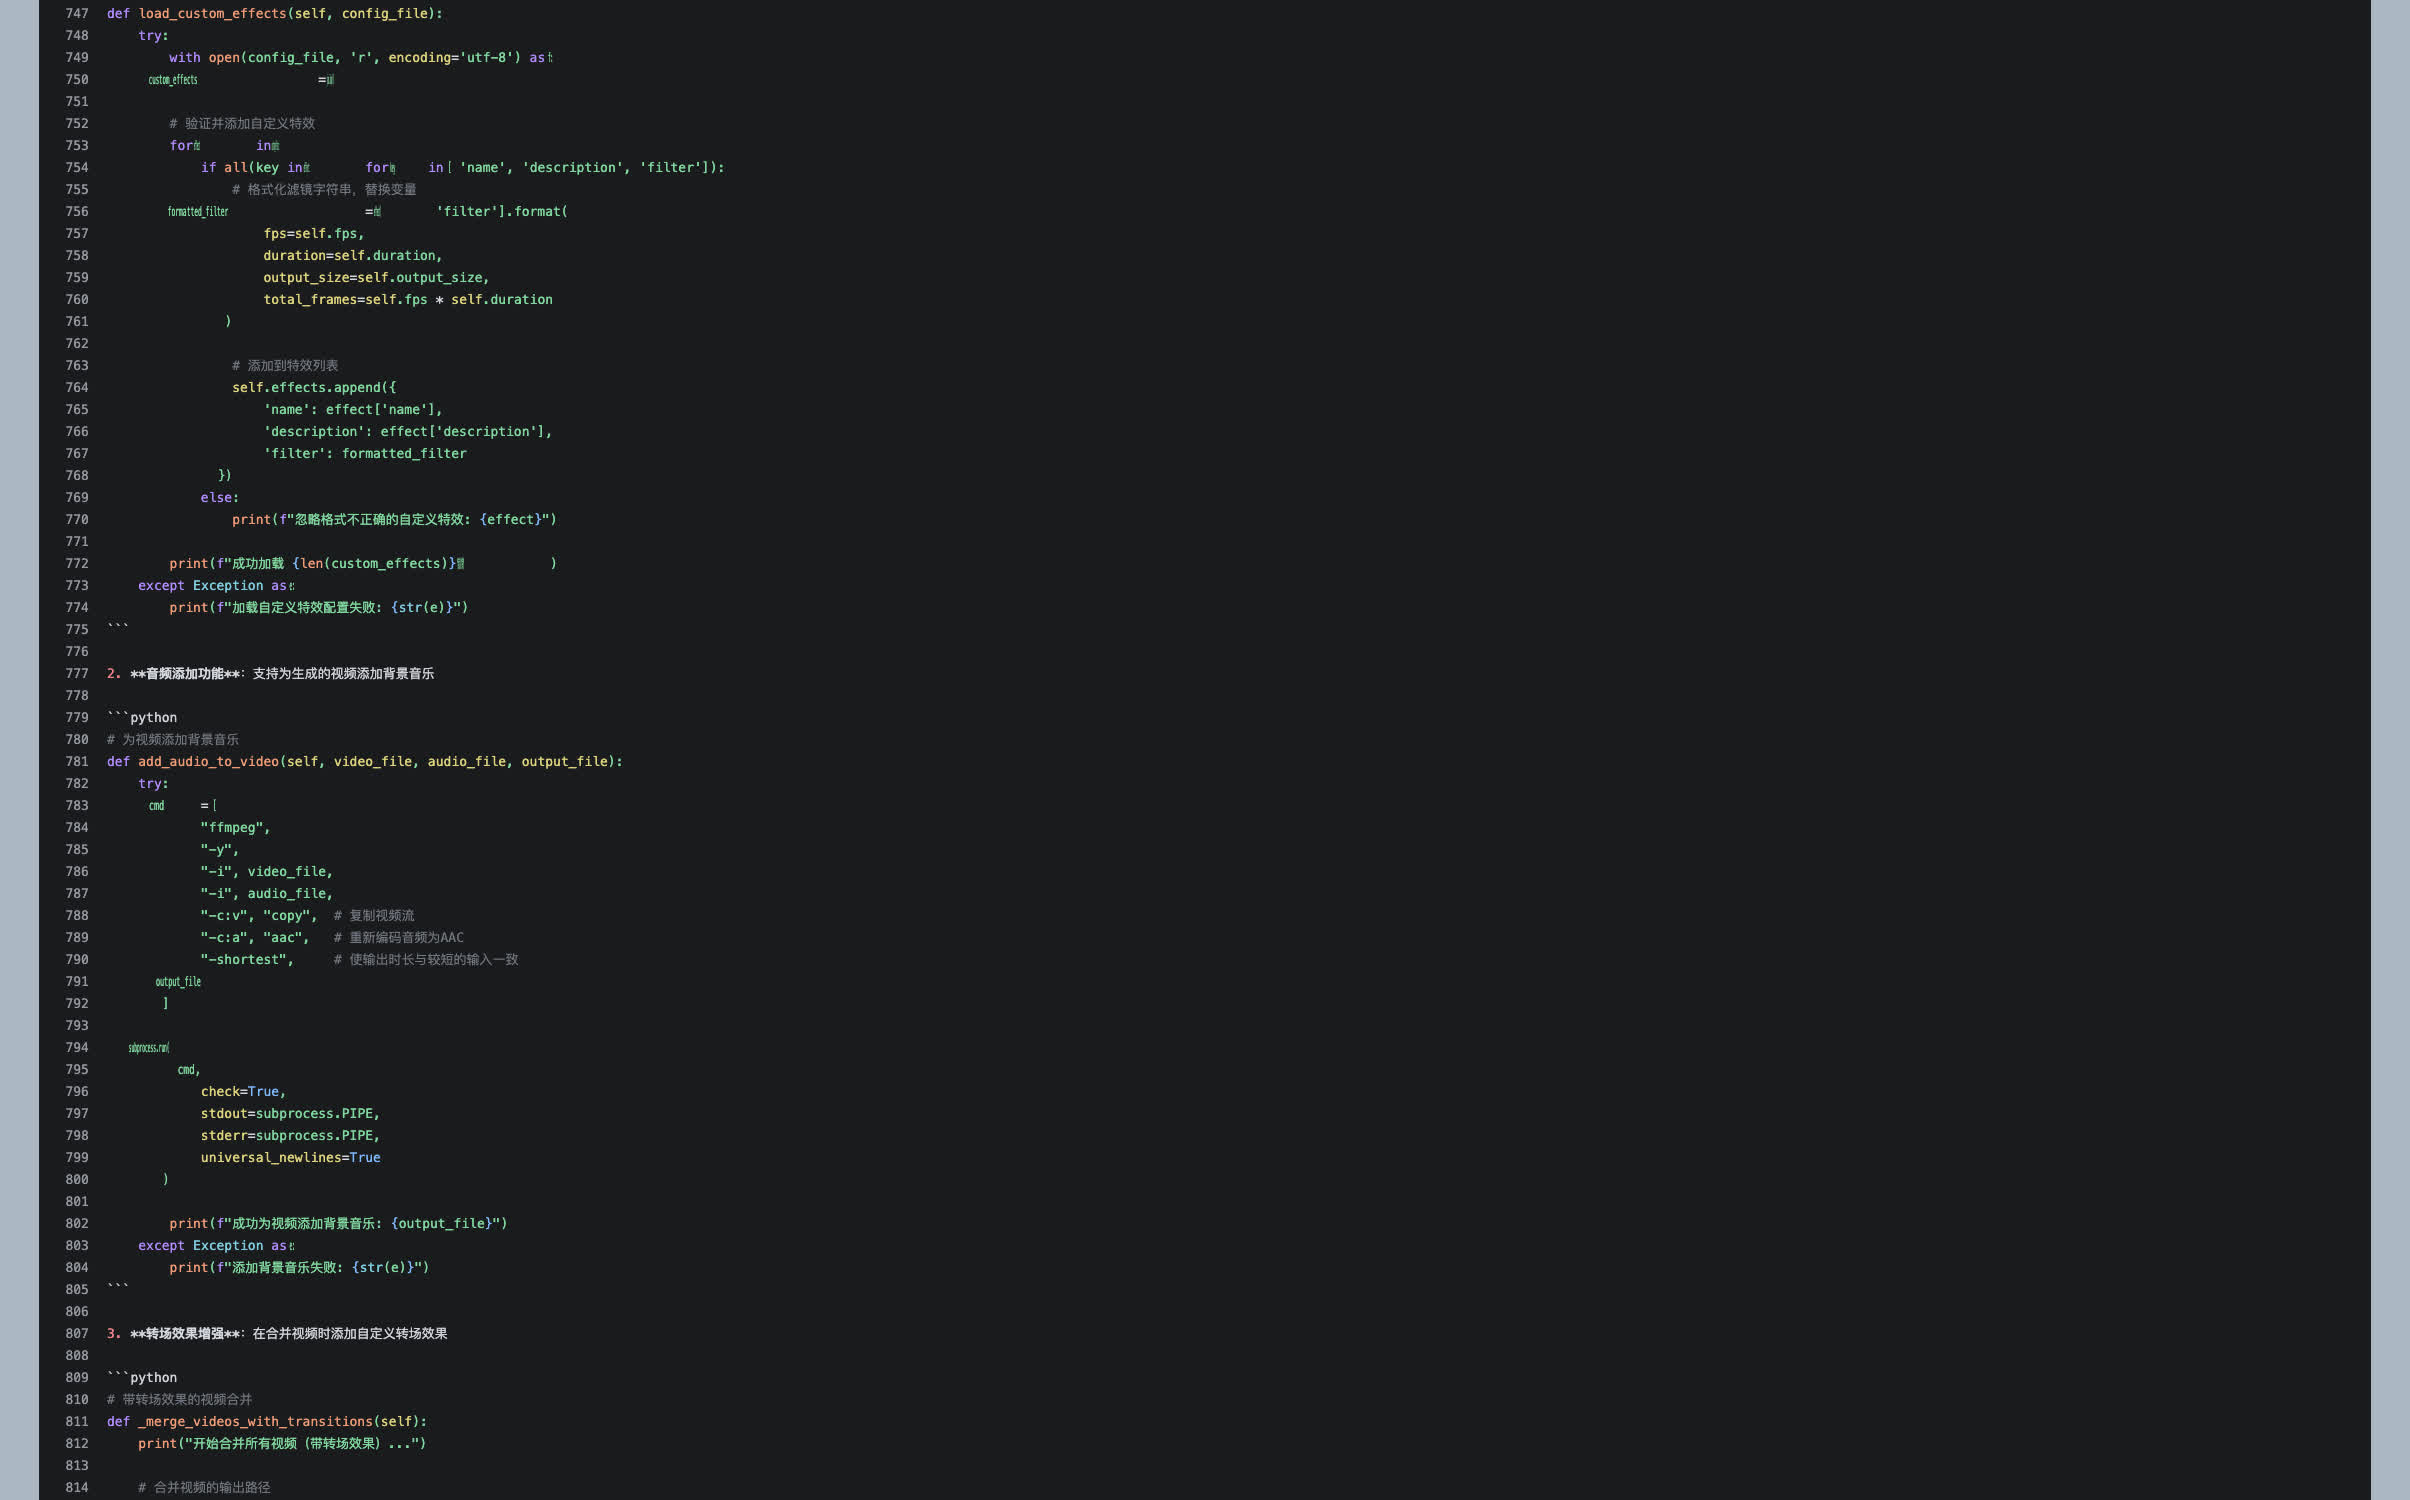 747 def load_custom_effects(self, config_file):
748 try:
749 with open(config_file, 'r', encoding='utf-8') as
750 custom_effects =
751
752 # 验证并添加自定义特效
753 for in
754 if all(key in for in [ 'name', 'description', 'filter']):
755 # 格式化滤镜字符串，替换变量
756 formatted_filter = 'filter'].format(
757 fps=self.fps,
758 duration=self.duration,
759 output_size=self.output_size,
760 total_frames=self.fps * self.duration
761 )
762
763 # 添加到特效列表
764 self.effects.append({
765 'name': effect['name'],
766 'description': effect['description'],
767 'filter': formatted_filter
768 })
769 else:
770 print(f"忽略格式不正确的自定义特效: {effect}")
771
772 print(f"成功加载 {len(custom_effects)} )
773 except Exception as
774 print(f"加载自定义特效配置失败: {str(e)}")
775 ```
776
777 2. **音频添加功能**: 支持为生成的视频添加背景音乐
778
779 ```python
780 # 为视频添加背景音乐
781 def add_audio_to_video(self, video_file, audio_file, output_file):
782 try:
783 cmd = [
784 "ffmpeg",
785 "-y",
786 "-i", video_file,
787 "-i", audio_file,
788 "-c:v", "copy", # 复制视频流
789 "-c:a", "aac", # 重新编码音频为AAC
790 "-shortest", # 使输出时长与较短的输入一致
791 output_file
792 ]
793
794 subprocess.run(
795 cmd,
796 check=True,
797 stdout=subprocess.PIPE,
798 stderr=subprocess.PIPE,
799 universal_newlines=True
800 )
801
802 print(f"成功为视频添加背景音乐: {output_file}")
803 except Exception as
804 print(f"添加背景音乐失败: {str(e)}")
805 ```
806
807 3. **转场效果增强**: 在合并视频时添加自定义转场效果
808
809 ```python
810 # 带转场效果的视频合并
811 def _merge_videos_with_transitions(self):
812 print("开始合并所有视频（带转场效果）...")
813
814 # 合并视频的输出路径